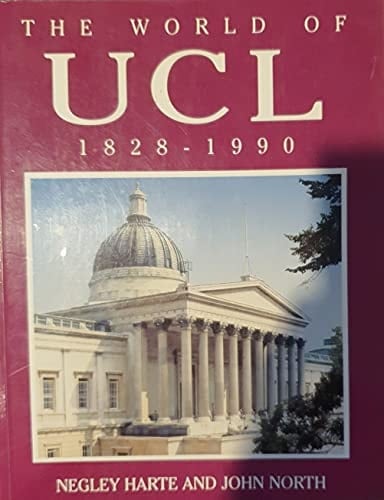 THE WORLD OF
UCL
1828-1990
NEGLEY HARTE AND JOHN NORTH